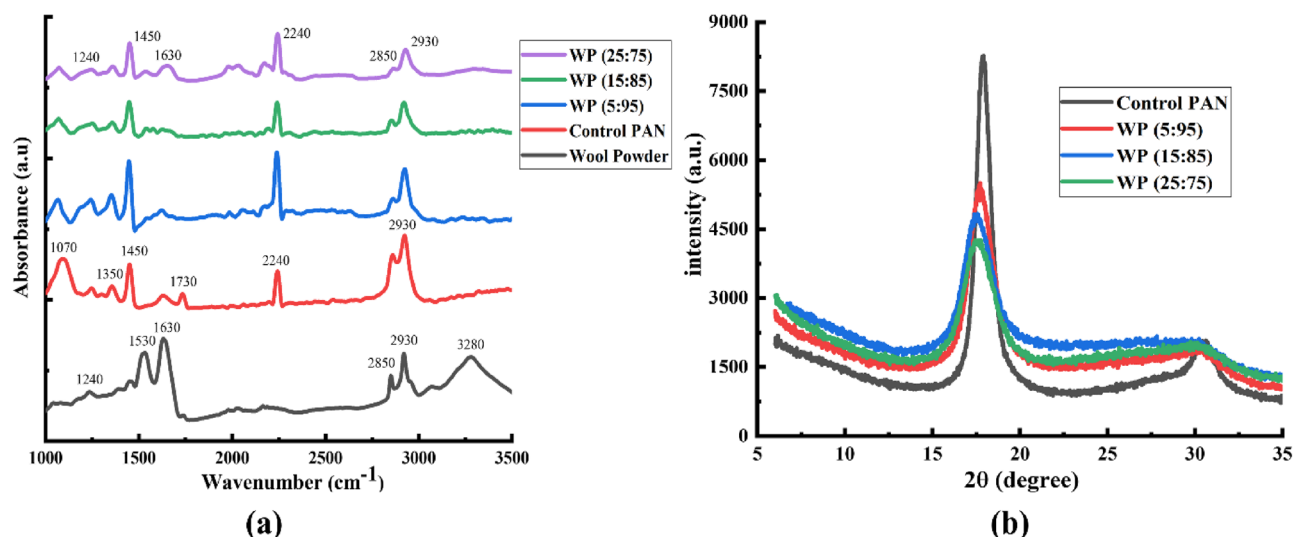 1240
1450
1630
2240
2850
2930
WP (25:75)
WP (15:85)
WP (5:95)
Control PAN
Wool Powder
1070
1350
1450
1730
2240
2930
1240
1530
1630
2850
2930
3280
Absorbance (a.u)
1000
1500
2000
2500
3000
3500
Wavenumber (cm-1)
(a)
9000
7500
6000
4500
3000
1500
0
intensity (a.u.)
Control PAN
WP (5:95)
WP (15:85)
WP (25:75)
5
10
15
20
25
30
35
2θ (degree)
(b)